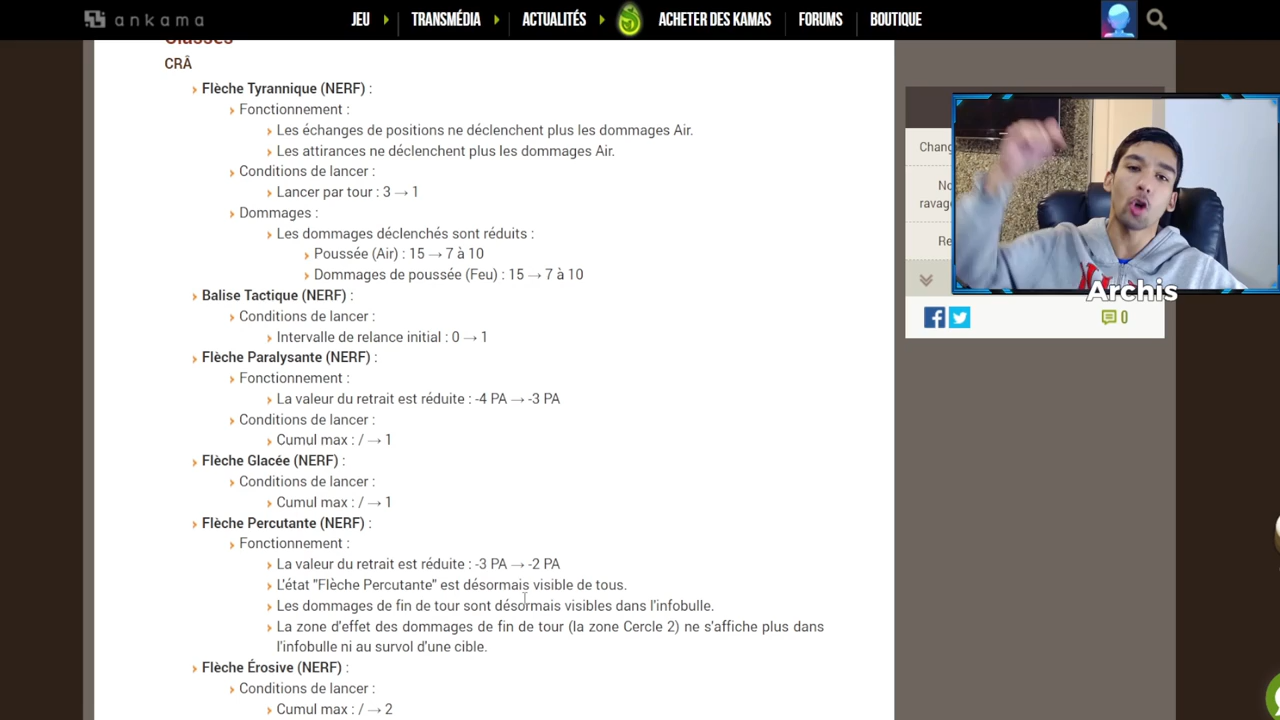 ankama
JEU
TRANSMÉDIA
ACTUALITÉS
ACHETER DES KAMAS
FORUMS
BOUTIQUE
Classes
CRÂ
Flèche Tyrannique (NERF) :
Fonctionnement :
Les échanges de positions ne déclenchent plus les dommages Air.
Les attirances ne déclenchent plus les dommages Air.
Conditions de lancer :
Lancer par tour : 3 → 1
Dommages :
Les dommages déclenchés sont réduits :
Poussée (Air) : 15 → 7 à 10
Dommages de poussée (Feu) : 15 → 7 à 10
Balise Tactique (NERF) :
Conditions de lancer :
Intervalle de relance initial : 0 → 1
Flèche Paralysante (NERF) :
Fonctionnement :
La valeur du retrait est réduite : -4 PA → -3 PA
Conditions de lancer :
Cumul max : / → 1
Flèche Glacée (NERF) :
Conditions de lancer :
Cumul max : / → 1
Flèche Percutante (NERF) :
Fonctionnement :
La valeur du retrait est réduite : -3 PA → -2 PA
L'état "Flèche Percutante" est désormais visible de tous.
Les dommages de fin de tour sont désormais visibles dans l'infobulle.
La zone d'effet des dommages de fin de tour (la zone Cercle 2) ne s'affiche plus dans
l'infobulle ni au survol d'une cible.
Flèche Érosive (NERF) :
Conditions de lancer :
Cumul max : / → 2
Chang
No
ravag
Re
Archis
0